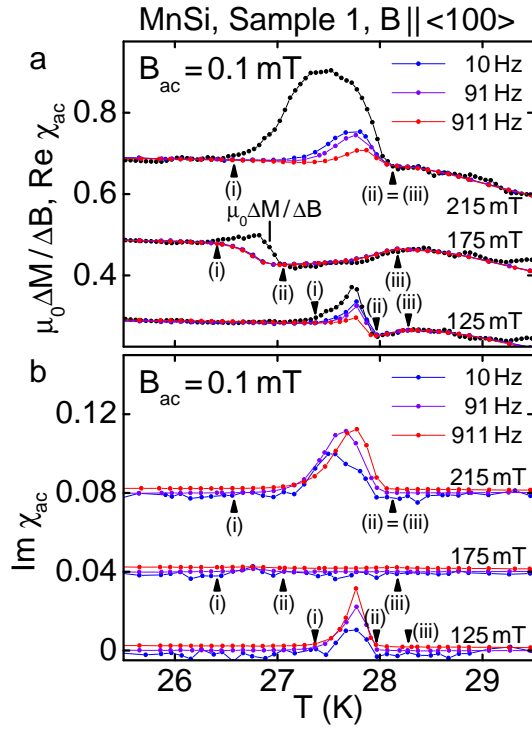 MnSi, Sample 1, B || <100>
a
B_ac = 0.1 mT
10 Hz
91 Hz
911 Hz
μ₀ΔM/ΔB, Re χ_ac
0.8
0.6
0.4
(i)
(ii) = (iii)
215 mT
μ₀ΔM/ΔB
175 mT
(i)
(ii)
(i)
(iii)
(ii)
(iii)
125 mT
b
B_ac = 0.1 mT
10 Hz
91 Hz
911 Hz
Im χ_ac
0.12
0.08
0.04
0
215 mT
(i)
(ii) = (iii)
175 mT
(i)
(ii)
(i)
(iii)
(ii)
(iii)
125 mT
26
27
28
29
T (K)